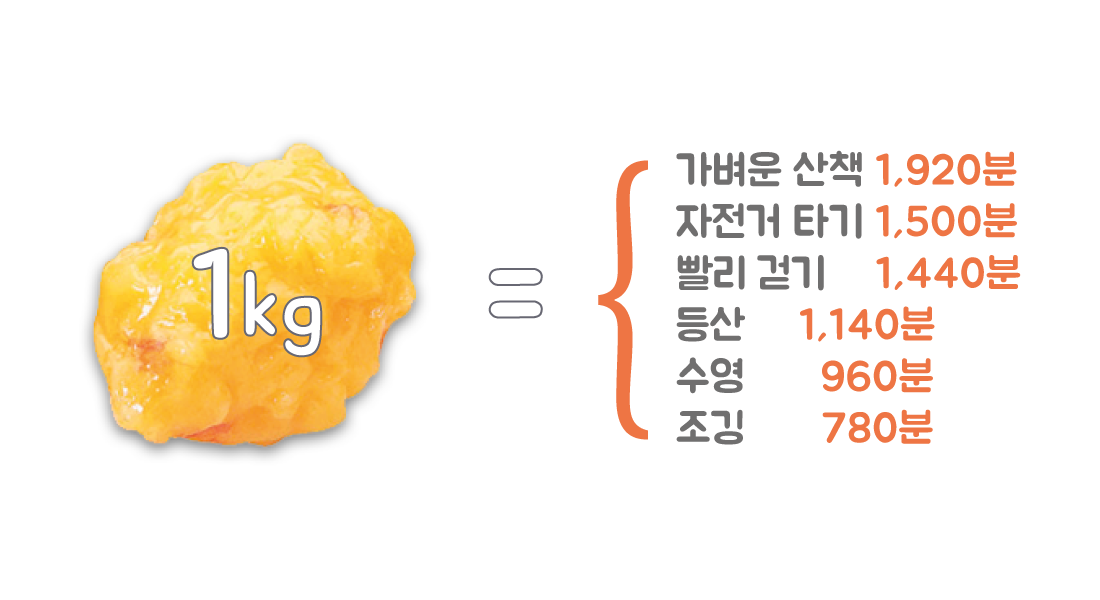 1kg
=
가벼운 산책 1,920분
자전거 타기 1,500분
빨리 걷기 1,440분
등산 1,140분
수영 960분
조깅 780분